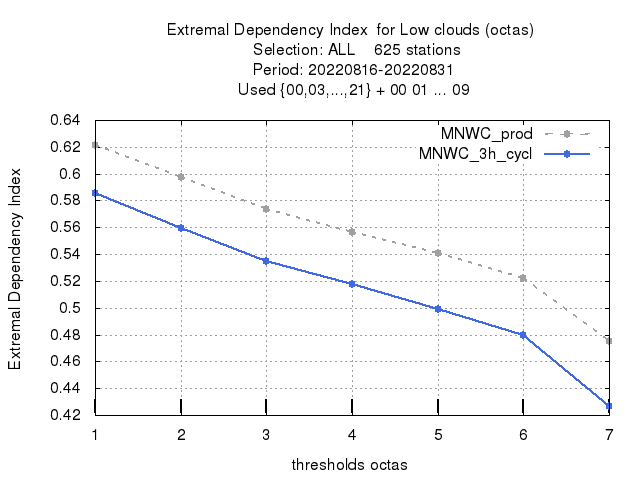 Extremal Dependency Index for Low clouds (octas)
Selection: ALL 625 stations
Period: 20220816-20220831
Used {00,03,...,21} + 00 01 ... 09
Extremal Dependency Index
0.64
0.62
0.6
0.58
0.56
0.54
0.52
0.5
0.48
0.46
0.44
0.42
MNWC_prod
MNWC_3h_cycl
1 2 3 4 5 6 7
thresholds octas